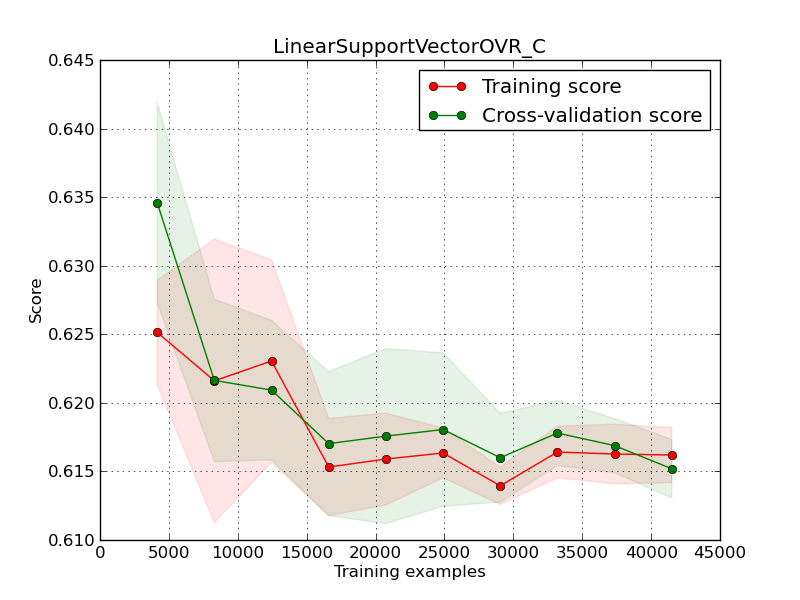 LinearSupportVectorOVR_C
Training score
Cross-validation score
Score
0.645
0.640
0.635
0.630
0.625
0.620
0.615
0.610
0 5000 10000 15000 20000 25000 30000 35000 40000 45000
Training examples